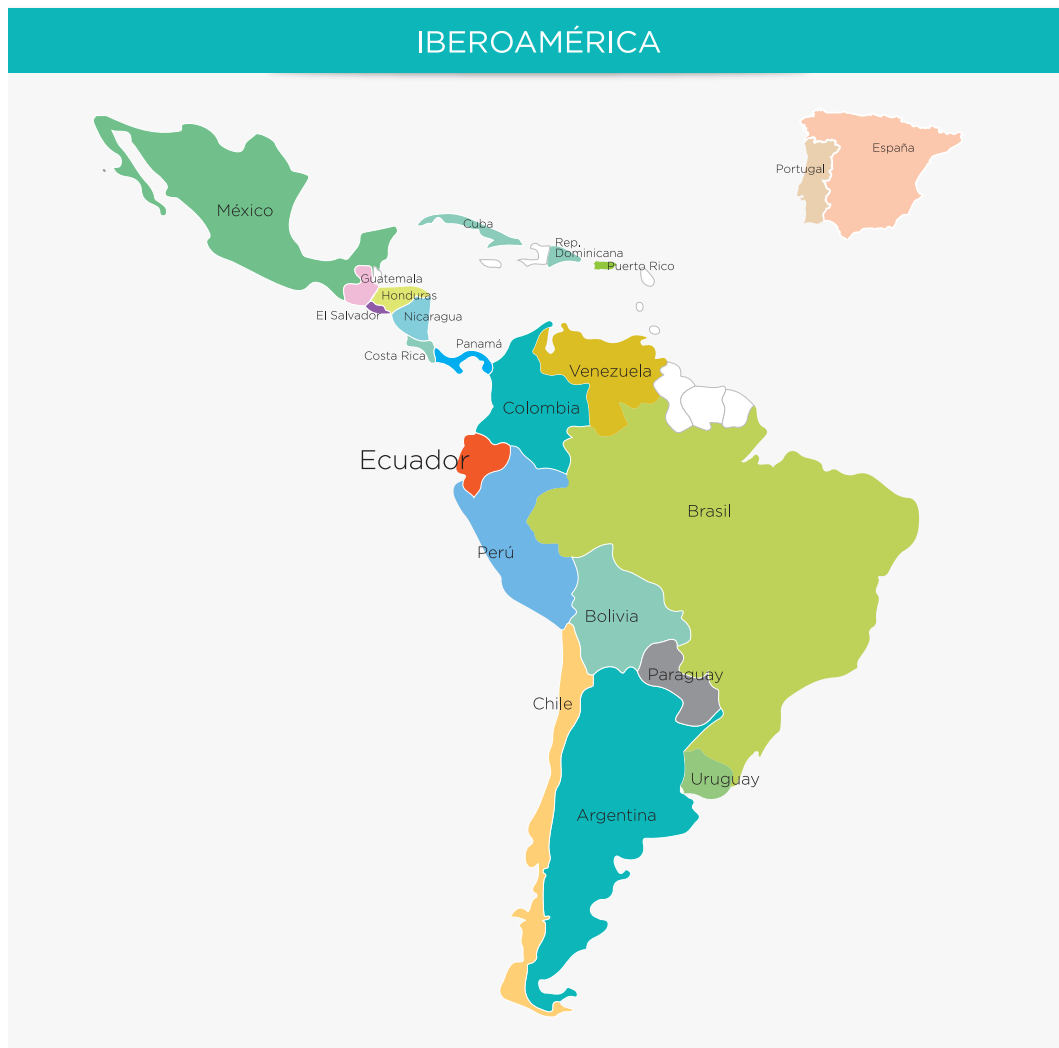 IBEROAMÉRICA
España
Portugal
México
Cuba
Rep.
Dominicana
Puerto Rico
Guatemala
Honduras
El Salvador
Nicaragua
Panamá
Costa Rica
Venezuela
Colombia
Ecuador
Brasil
Perú
Bolivia
Paraguay
Chile
Uruguay
Argentina